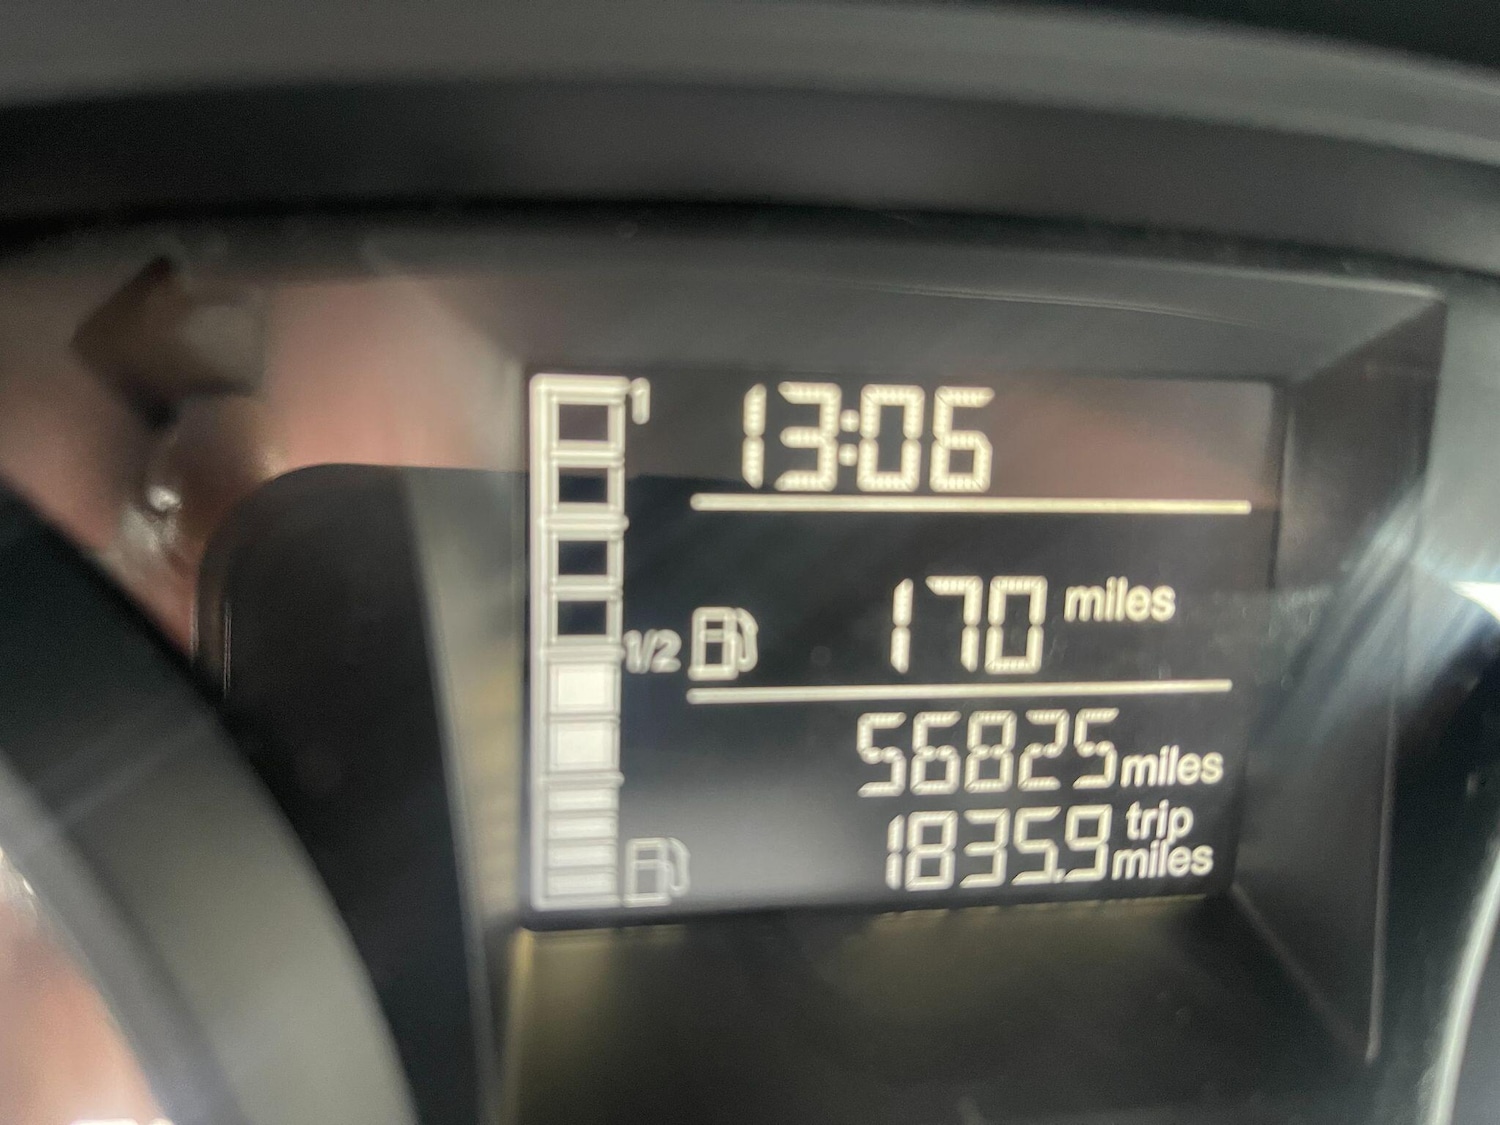 1
13:06
170 miles
1/2
56825 miles
1835.9 trip miles